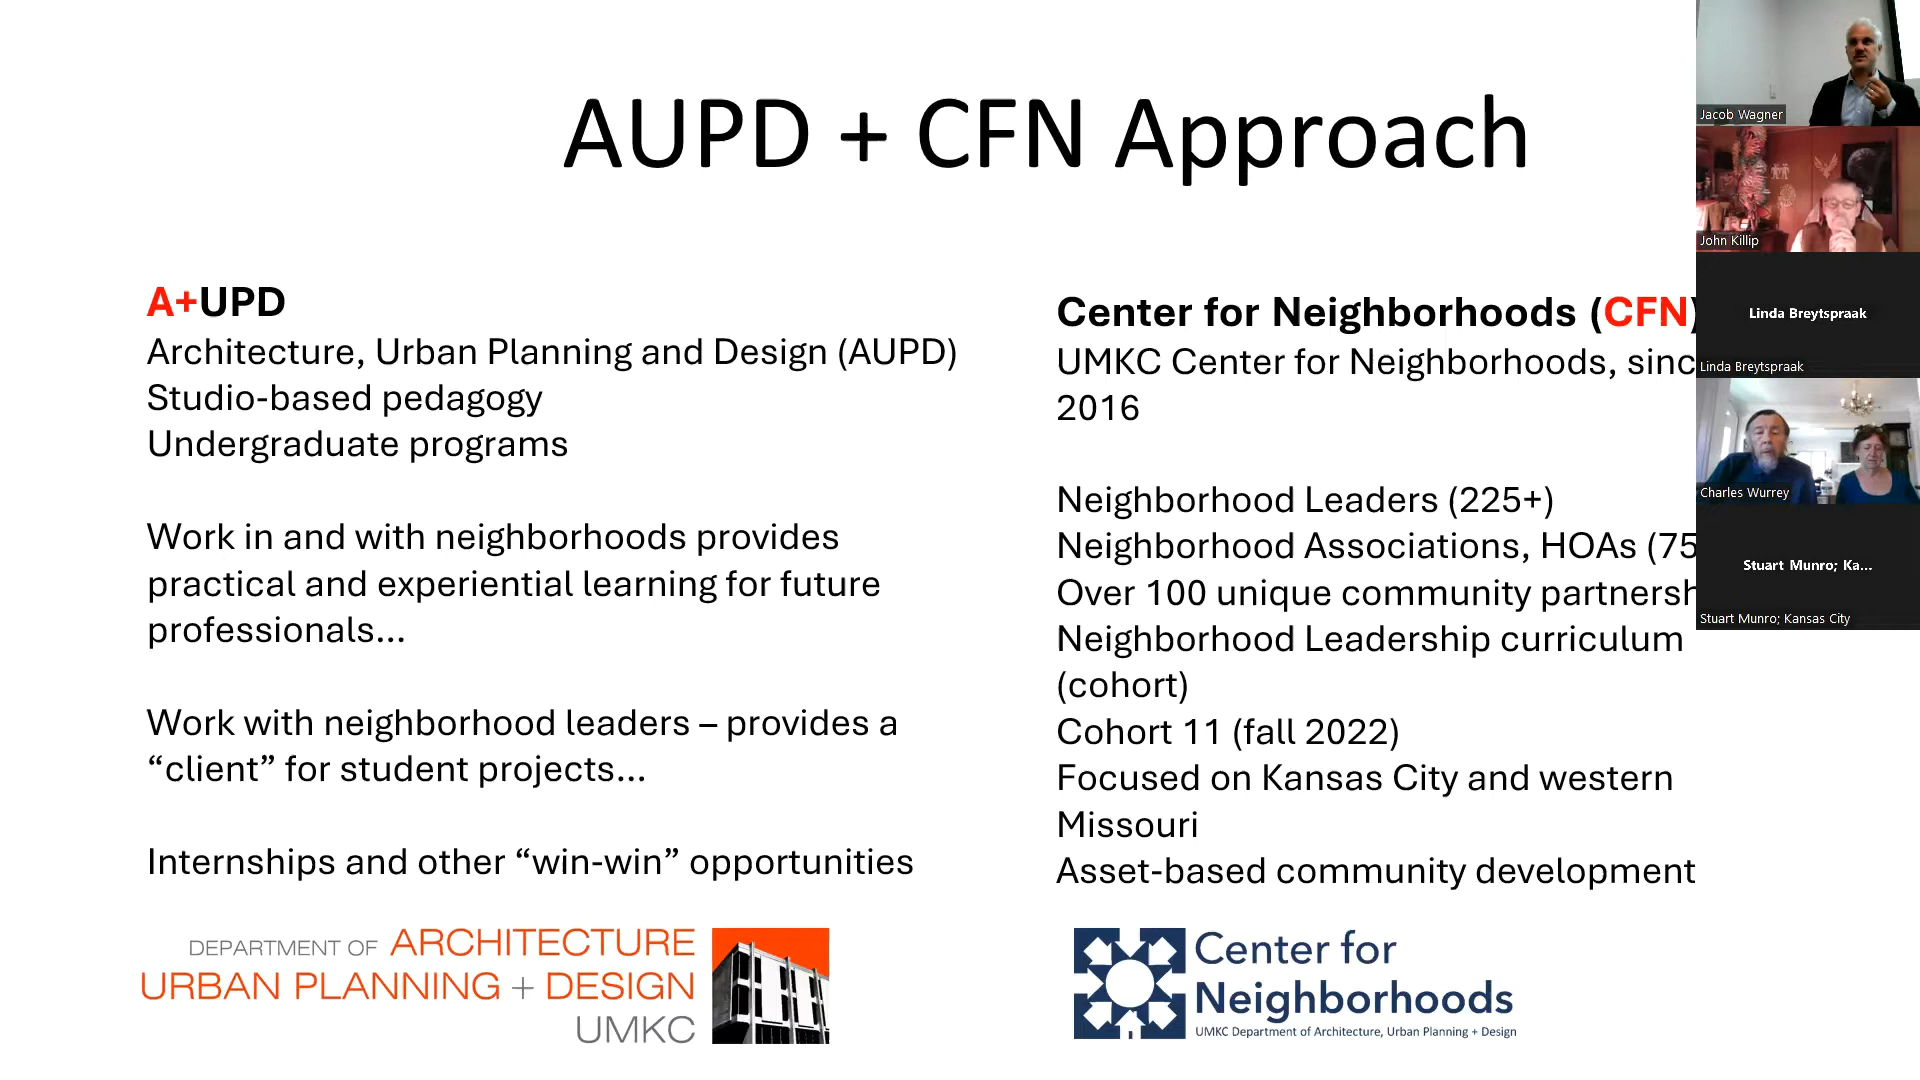 AUPD + CFN Approach
A+UPD
Architecture, Urban Planning and Design (AUPD)
Studio-based pedagogy
Undergraduate programs
Work in and with neighborhoods provides
practical and experiential learning for future
professionals...
Work with neighborhood leaders – provides a
“client” for student projects...
Internships and other “win-win” opportunities
DEPARTMENT OF ARCHITECTURE
URBAN PLANNING + DESIGN
UMKC
Center for Neighborhoods (CFN)
UMKC Center for Neighborhoods, sinc
2016
Neighborhood Leaders (225+)
Neighborhood Associations, HOAs (75
Over 100 unique community partnersh
Neighborhood Leadership curriculum
(cohort)
Cohort 11 (fall 2022)
Focused on Kansas City and western
Missouri
Asset-based community development
Center for
Neighborhoods
UMKC Department of Architecture, Urban Planning + Design
Jacob Wagner
John Killip
Linda Breytspraak
Linda Breytspraak
Charles Wurrey
Stuart Munro; Ka...
Stuart Munro; Kansas City